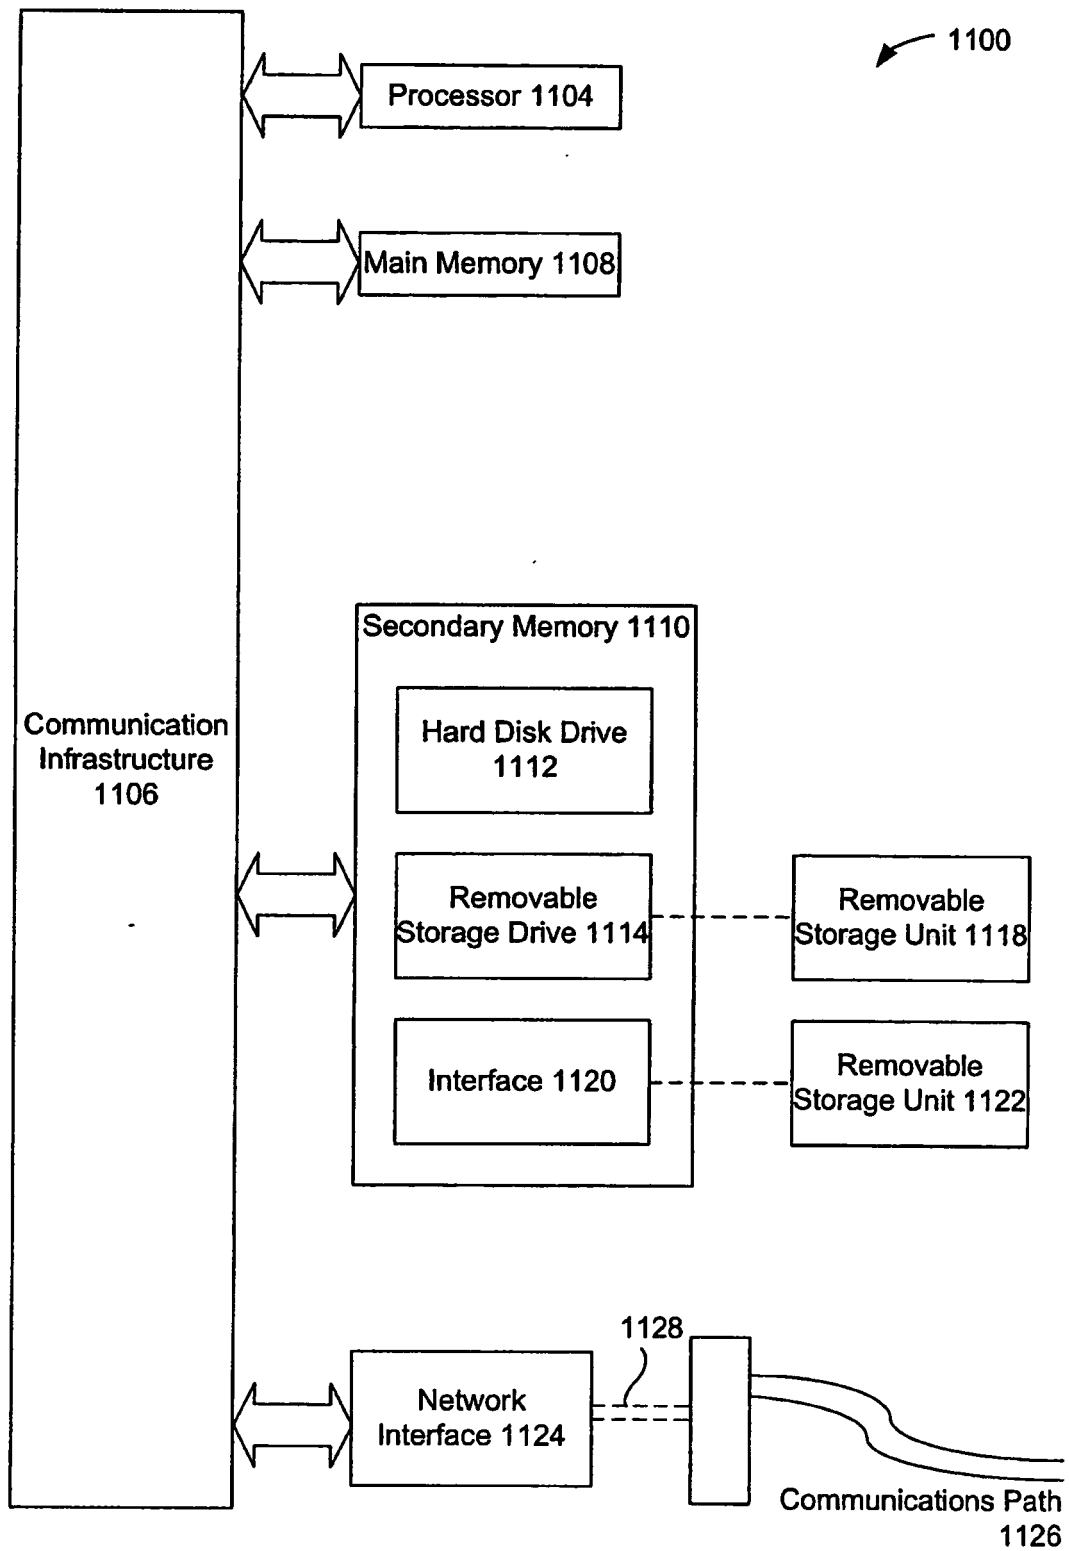 1100
Processor 1104
Main Memory 1108
Secondary Memory 1110
Hard Disk Drive
1112
Communication
Infrastructure
1106
Removable
Storage Drive 1114
Removable
Storage Unit 1118
Interface 1120
Removable
Storage Unit 1122
1128
Network
Interface 1124
Communications Path
1126